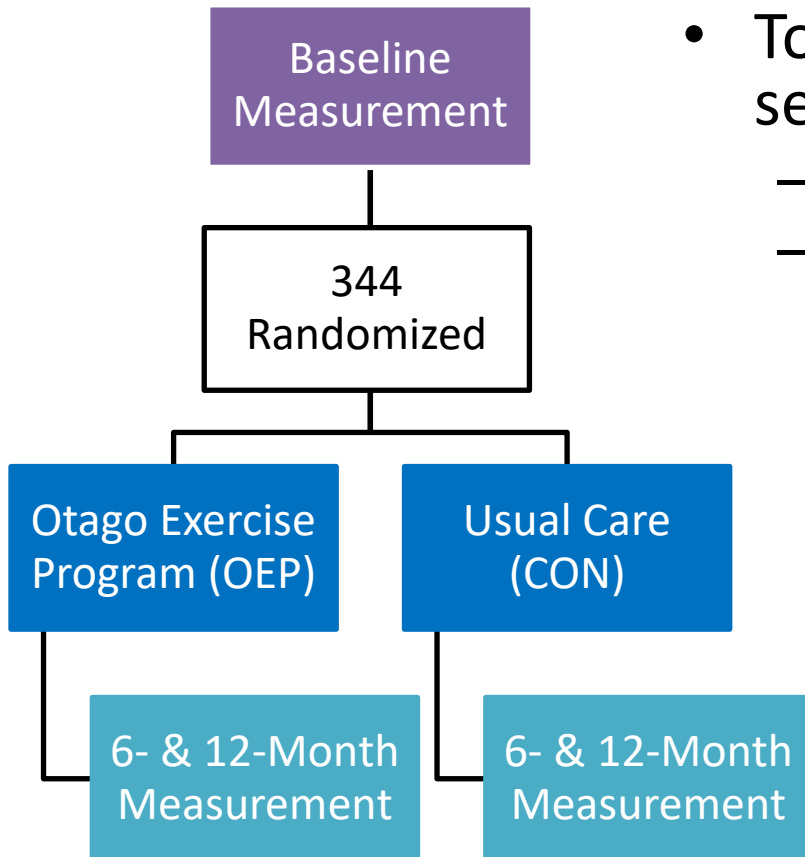 Baseline
Measurement
344
Randomized
Otago Exercise
Program (OEP)
Usual Care
(CON)
6- & 12-Month
Measurement
6- & 12-Month
Measurement
•
–
–